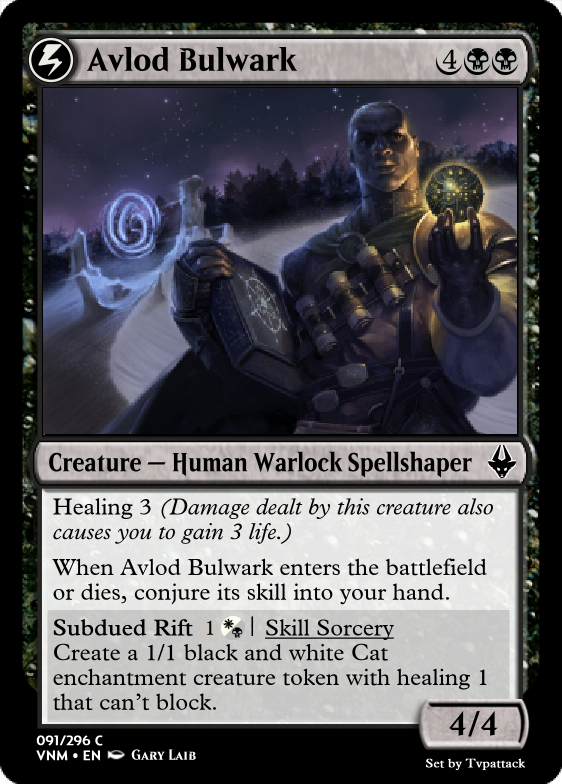 Avlod Bulwark 4
Creature — Human Warlock Spellshaper
Healing 3 (Damage dealt by this creature also
causes you to gain 3 life.)
When Avlod Bulwark enters the battlefield
or dies, conjure its skill into your hand.
Subdued Rift 1 | Skill Sorcery
Create a 1/1 black and white Cat
enchantment creature token with healing 1
that can't block.
4/4
091/296 C
VNM • EN Gary Laib
Set by Tvpattack